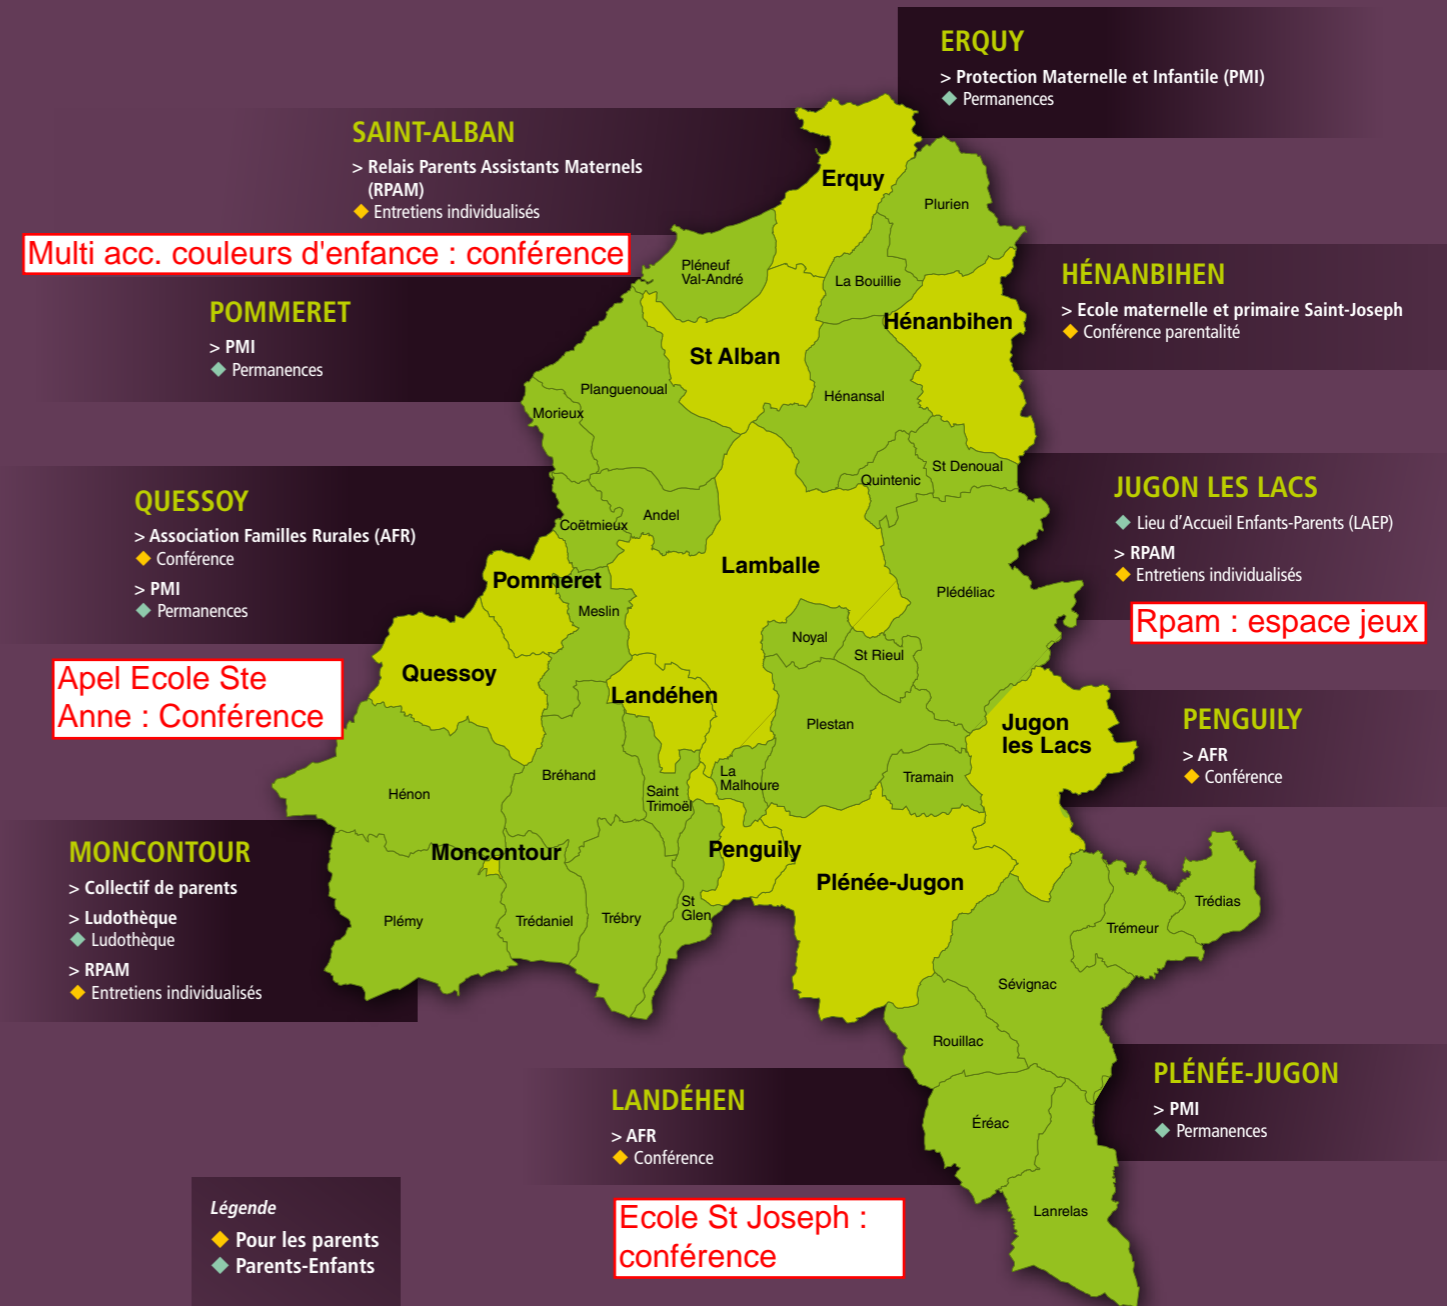 ERQUY
> Protection Maternelle et Infantile (PMI)
Permanences
SAINT-ALBAN
> Relais Parents Assistants Maternels
(RPAM)
Entretiens individualisés
Multi acc. couleurs d'enfance : conférence
POMMERET
> PMI
Permanences
HÉNANBIHEN
> Ecole maternelle et primaire Saint-Joseph
Conférence parentalité
QUESSOY
> Association Familles Rurales (AFR)
Conférence
> PMI
Permanences
Apel Ecole Ste
Anne : Conférence
JUGON LES LACS
Lieu d'Accueil Enfants-Parents (LAEP)
> RPAM
Entretiens individualisés
Rpam : espace jeux
PENGUILY
> AFR
Conférence
MONCONTOUR
> Collectif de parents
> Ludothèque
Ludothèque
> RPAM
Entretiens individualisés
LANDÉHEN
> AFR
Conférence
Ecole St Joseph :
conférence
PLÉNÉE-JUGON
> PMI
Permanences
Légende
Pour les parents
Parents-Enfants
Erquy
Plurien
Pléneuf
Val-André
La Bouillie
Hénanbihen
St Alban
Planguenoual
Hénansal
Morieux
St Denoual
Quintenic
Andel
Coëtmieux
Lamballe
Pommeret
Plédéliac
Meslin
Noyal
St Rieul
Quessoy
Landéhen
Plestan
Jugon
les Lacs
Bréhand
La
Malhoure
Tramain
Hénon
Saint
Trimoël
Moncontour
Penguily
Plénée-Jugon
Plémy
Trédaniel
Trébry
St
Glen
Trédias
Trémeur
Sévignac
Rouillac
Éréac
Lanrelas